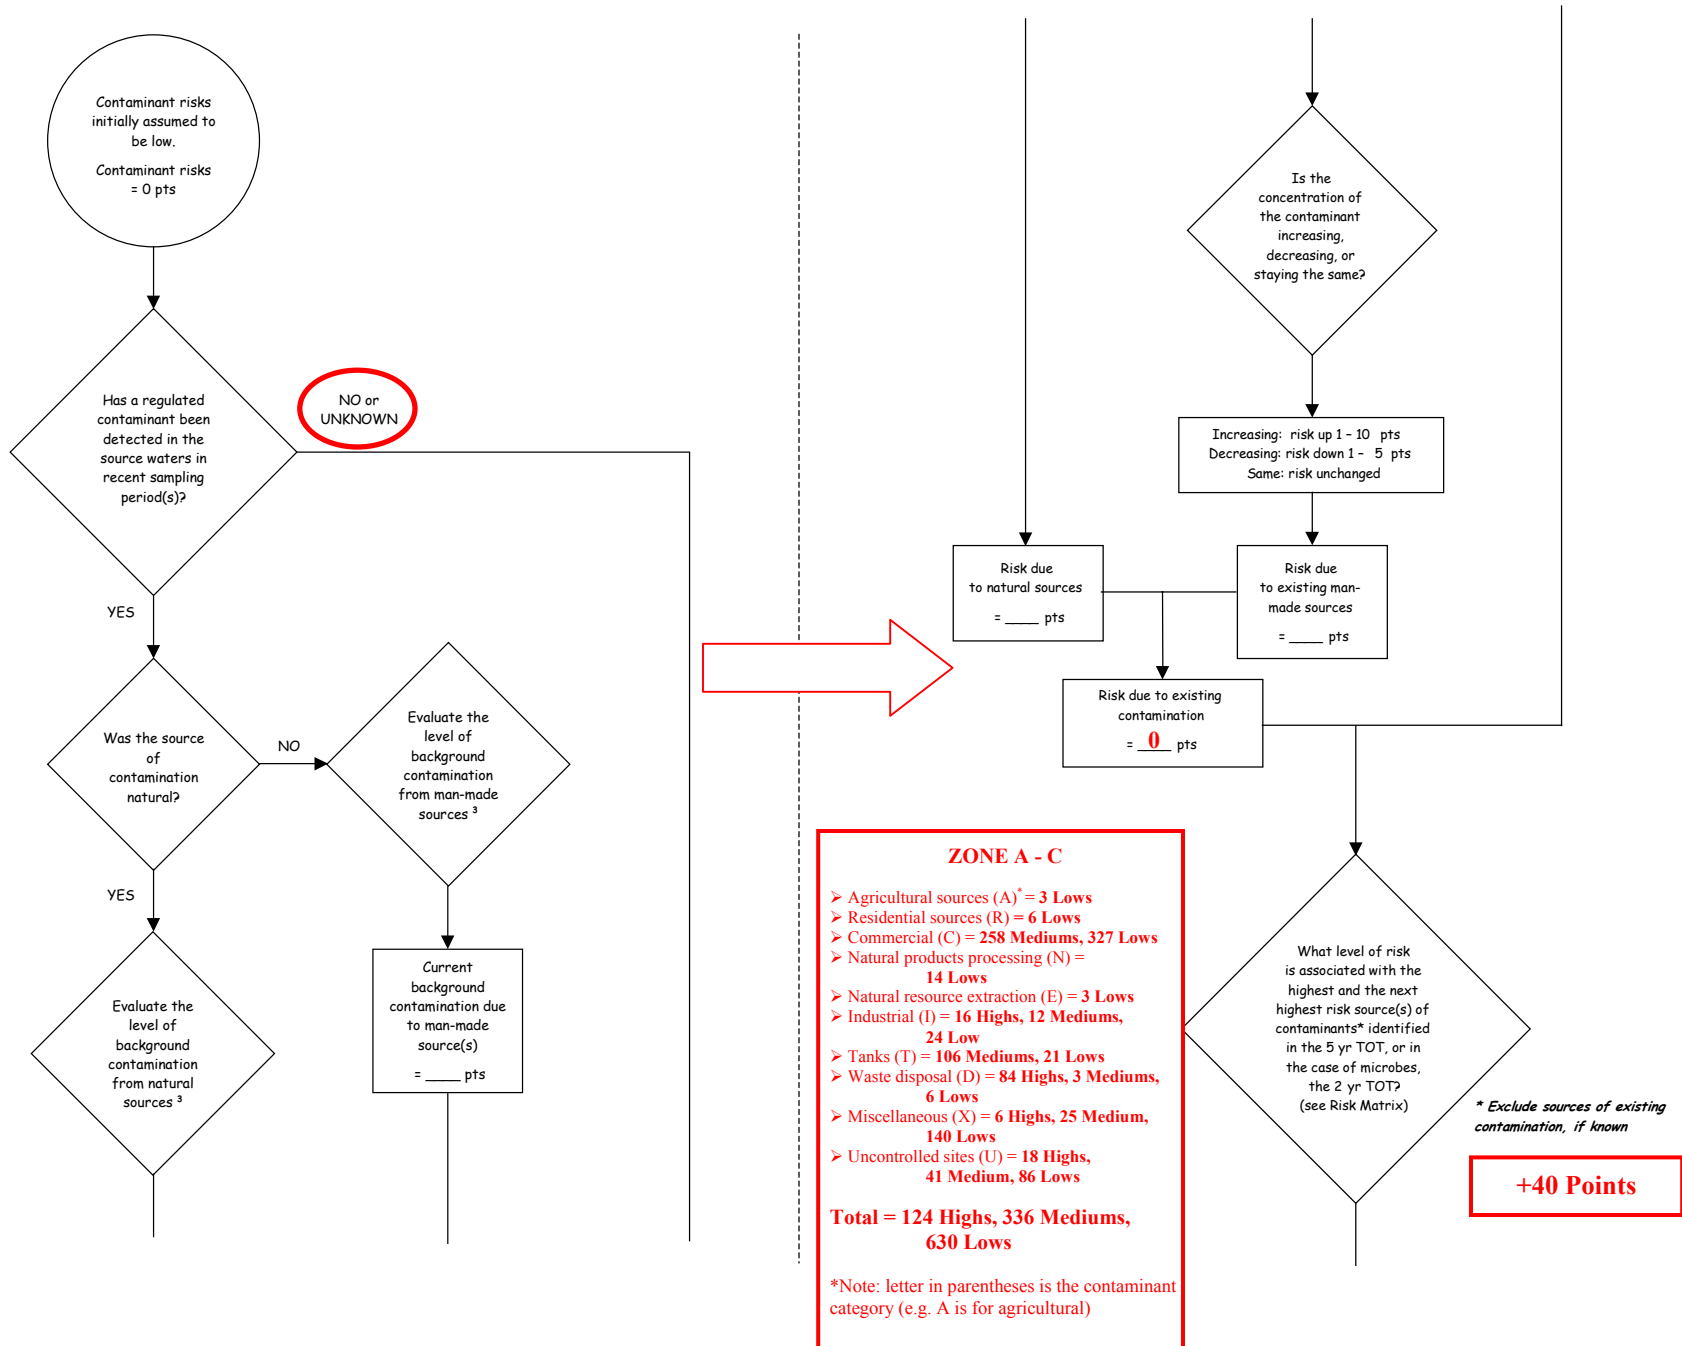 Contaminant risks
initially assumed to
be low.
Contaminant risks
= 0 pts
Has a regulated
contaminant been
detected in the
source waters in
recent sampling
period(s)?
NO or
UNKNOWN
YES
Was the source
of
contamination
natural?
NO
Evaluate the
level of
background
contamination
from man-made
sources ³
YES
Evaluate the
level of
background
contamination
from natural
sources ³
Current
background
contamination due
to man-made
source(s)
= ____ pts
Is the
concentration of
the contaminant
increasing,
decreasing, or
staying the same?
Increasing: risk up 1 – 10 pts
Decreasing: risk down 1 – 5 pts
Same: risk unchanged
Risk due
to natural sources
= ____ pts
Risk due
to existing man-
made sources
= ____ pts
Risk due to existing
contamination
= __0__ pts
ZONE A - C
➢ Agricultural sources (A)* = 3 Lows
➢ Residential sources (R) = 6 Lows
➢ Commercial (C) = 258 Mediums, 327 Lows
➢ Natural products processing (N) =
14 Lows
➢ Natural resource extraction (E) = 3 Lows
➢ Industrial (I) = 16 Highs, 12 Mediums,
24 Low
➢ Tanks (T) = 106 Mediums, 21 Lows
➢ Waste disposal (D) = 84 Highs, 3 Mediums,
6 Lows
➢ Miscellaneous (X) = 6 Highs, 25 Medium,
140 Lows
➢ Uncontrolled sites (U) = 18 Highs,
41 Medium, 86 Lows
Total = 124 Highs, 336 Mediums,
630 Lows
*Note: letter in parentheses is the contaminant
category (e.g. A is for agricultural)
What level of risk
is associated with the
highest and the next
highest risk source(s) of
contaminants* identified
in the 5 yr TOT, or in
the case of microbes,
the 2 yr TOT?
(see Risk Matrix)
* Exclude sources of existing
contamination, if known
+40 Points